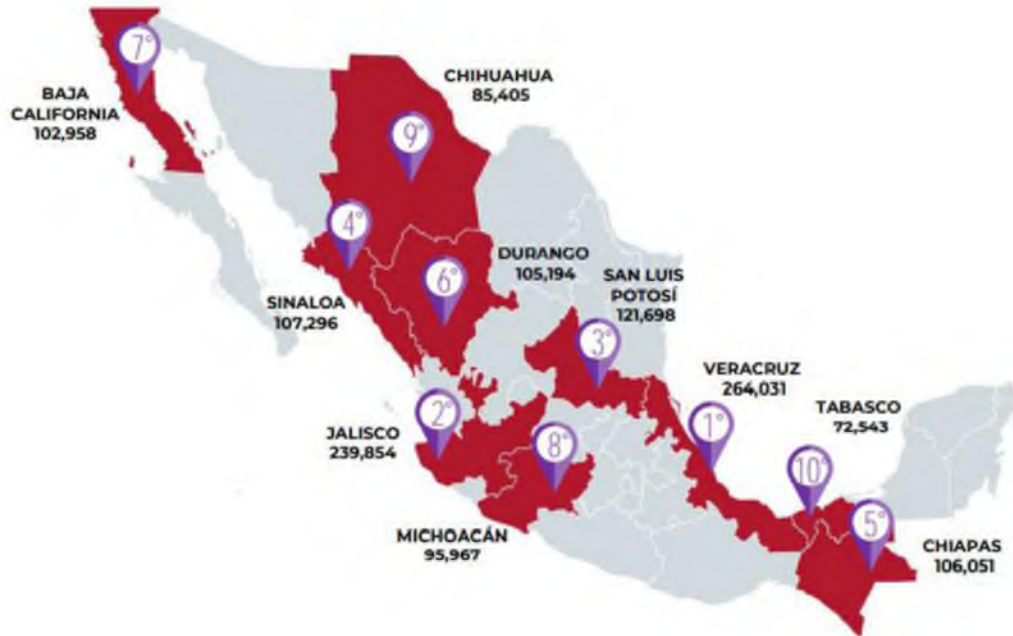 7°
BAJA
CALIFORNIA
102,958
CHIHUAHUA
85,405
9°
4°
SINALOA
107,296
6°
DURANGO
105,194
SAN LUIS
POTOSÍ
121,698
3°
VERACRUZ
264,031
1°
TABASCO
72,543
10°
2°
JALISCO
239,854
8°
MICHOACÁN
95,967
5°
CHIAPAS
106,051